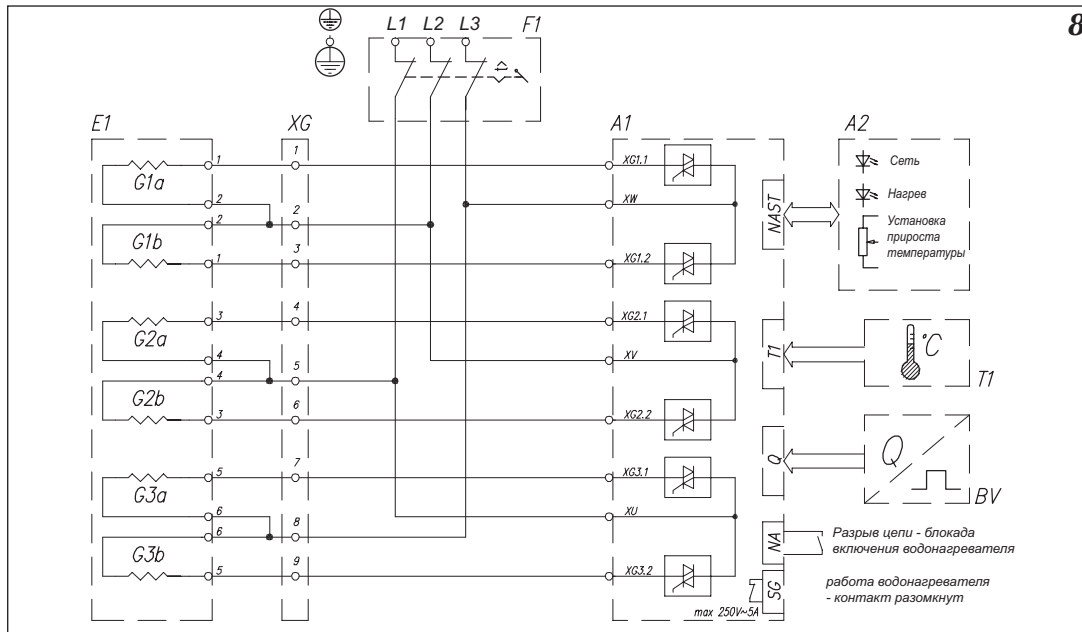 8
L1 L2 L3 F1
E1 XG A1 A2
G1a
1
1
XG1.1
Сеть
2
XW
Нагрев
2
2
NAST
Установка
прироста
температуры
G1b
1
3
XG1.2
G2a
3
4
XG2.1
4
XV
T1
°C
T1
4
5
G2b
3
6
XG2.2
Q
Q
BV
G3a
5
7
XG3.1
6
XU
6
8
NA
Разрыв цепи - блокада
включения водонагревателя
G3b
5
9
XG3.2
SG
max 250V~5A
работа водонагревателя
- контакт разомкнут